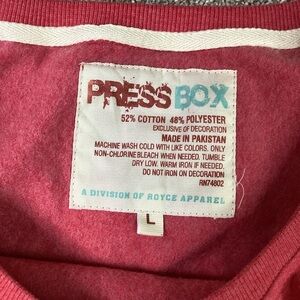 PRESS BOX
52% COTTON 48% POLYESTER
EXCLUSIVE OF DECORATION
MADE IN PAKISTAN
MACHINE WASH COLD WITH LIKE COLORS. ONLY
NON-CHLORINE BLEACH WHEN NEEDED. TUMBLE
DRY LOW. WARM IRON IF NEEDED.
DO NOT IRON ON DECORATION
RN74802
A DIVISION OF ROYCE APPAREL
L